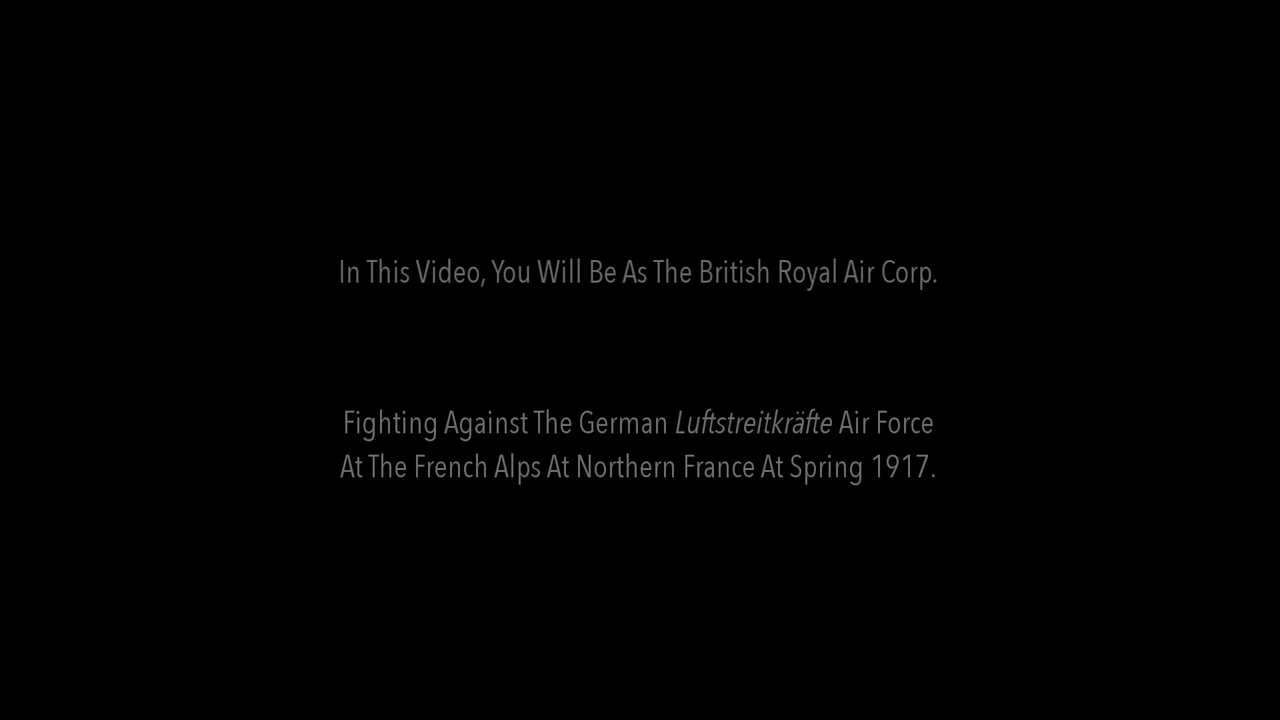 In This Video, You Will Be As The British Royal Air Corp.
Fighting Against The German Luftstreitkräfte Air Force
At The French Alps At Northern France At Spring 1917.